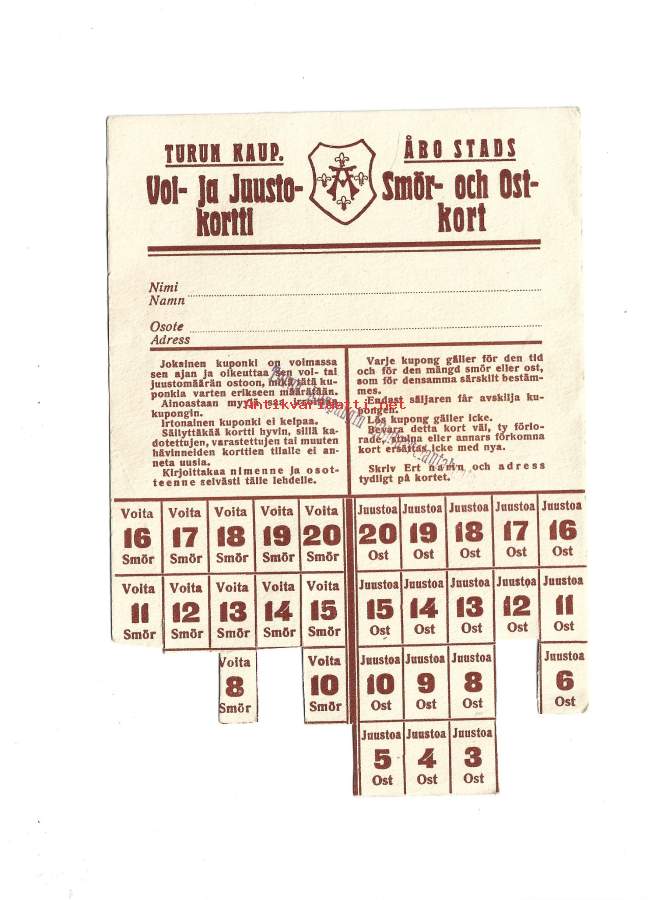 TURUN KAUP.
Voi- ja Juusto-
kortti
ÅBO STADS
Smör- och Ost-
kort
Nimi
Namn
Osote
Adress
Joksinen kuponki on voimassa
sen ajan ja oikeuttaa sen voi- tai
juustomäärän ostoon, mikä tätä ku-
ponkia varten erikseen määrätään.
Ainoastaan myyjä saa irroittaa
kupongin.
Irtonainen kuponki ei kelpaa.
Säilyttäkää kortti hyvin, sillä ka-
dotettujen, varastettujen tai muuten
hävinneiden korttien tilalle ei an-
neta uusia.
Kirjoittakaa nimenne ja osot-
teenne selvästi tälle lehdelle.
Varje kupong gäller för den tid
och för den mängd smör eller ost,
som för densamma särskilt bestäm-
mes.
Endast säljaren får avskilja ku-
pongen.
Lös kupong gäller icke.
Bevara detta kort väl, ty förlo-
rade, stulna eller annars förkomna
kort ersättas icke med nya.
Skriv Ert namn och adress
tydligt på kortet.
Antikvariaatti.net
Voita Voita Voita Voita Voita Juustoa Juustoa Juustoa Juustoa Juustoa
16 17 18 19 20 20 19 18 17 16
Smör Smör Smör Smör Smör Ost Ost Ost Ost Ost
Voita Voita Voita Voita Voita Juustoa Juustoa Juustoa Juustoa Juustoa
11 12 13 14 15 15 14 13 12 11
Smör Smör Smör Smör Smör Ost Ost Ost Ost Ost
Voita Voita Juustoa Juustoa Juustoa Juustoa
8 10 10 9 8 6
Smör Smör Ost Ost Ost Ost
Juustoa Juustoa Juustoa
5 4 3
Ost Ost Ost